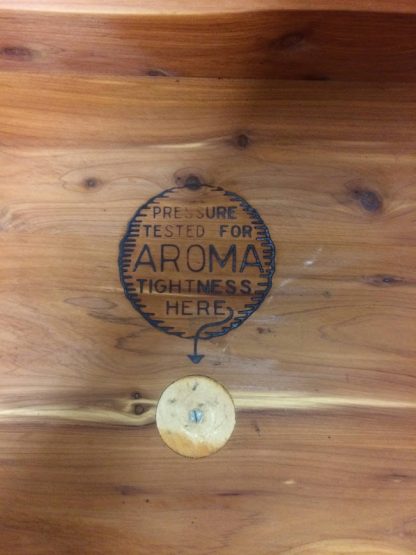 PRESSURE
TESTED FOR
AROMA
TIGHTNESS
HERE